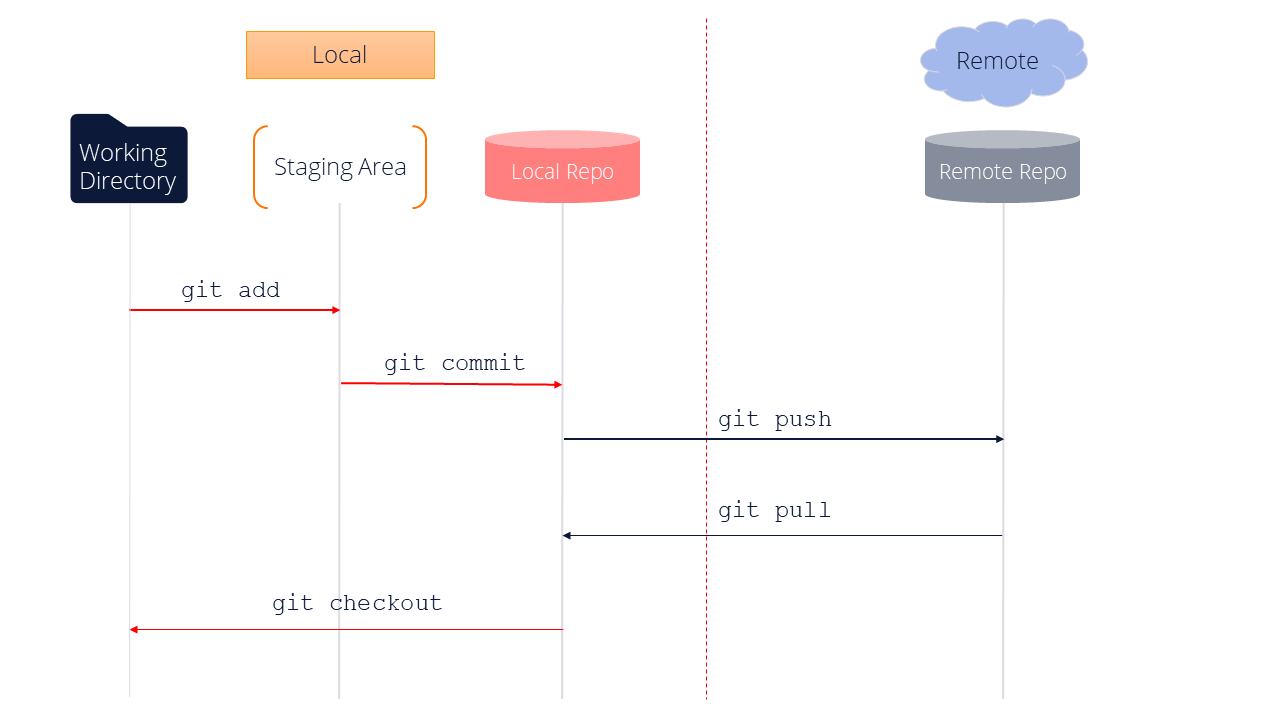 Local
Remote
Working
Directory
Staging Area
Local Repo
Remote Repo
git add
git commit
git push
git pull
git checkout